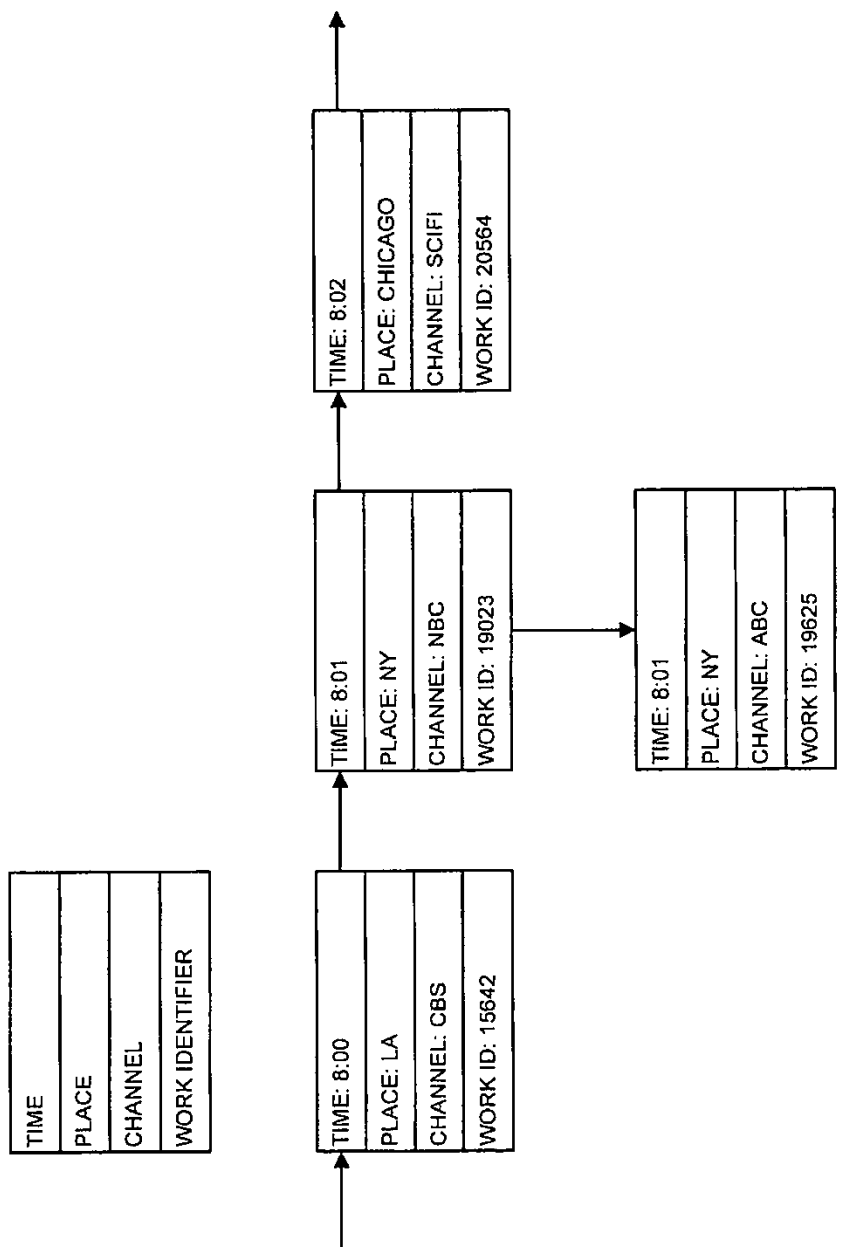 TIME
PLACE
CHANNEL
WORK IDENTIFIER
TIME: 8:00
PLACE: LA
CHANNEL: CBS
WORK ID: 15642
TIME: 8:01
PLACE: NY
CHANNEL: NBC
WORK ID: 19023
TIME: 8:02
PLACE: CHICAGO
CHANNEL: SCIFI
WORK ID: 20564
TIME: 8:01
PLACE: NY
CHANNEL: ABC
WORK ID: 19625